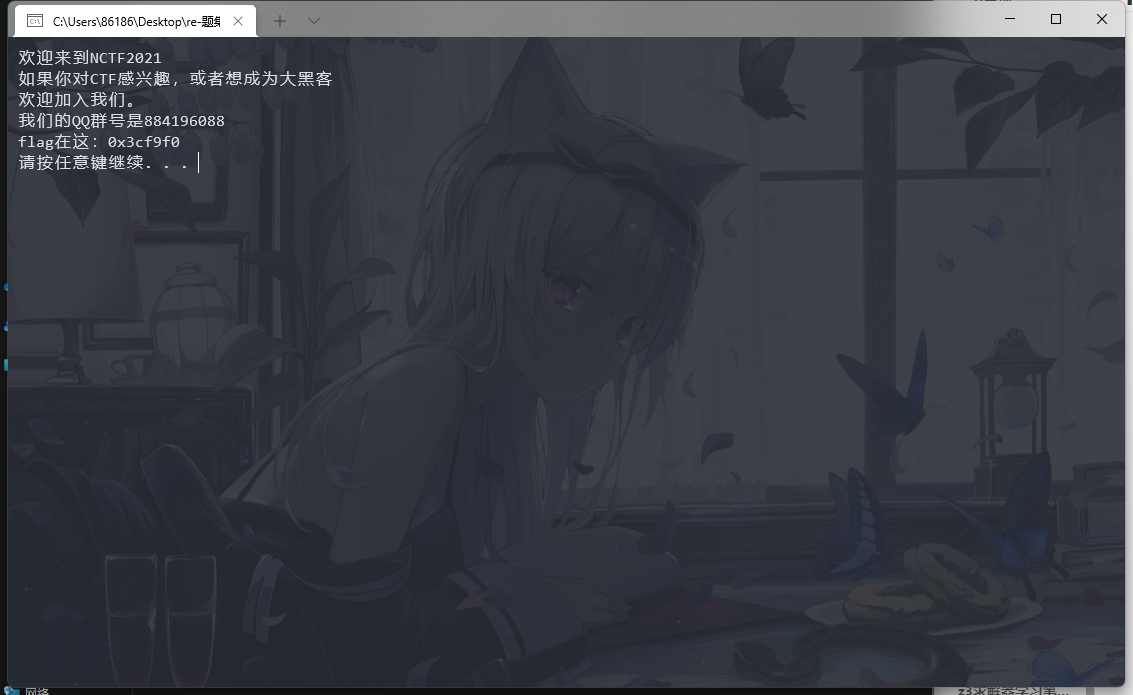 C:\Users\86186\Desktop\re-题集
欢迎来到NCTF2021
如果你对CTF感兴趣，或者想成为大黑客
欢迎加入我们。
我们的QQ群号是884196088
flag在这：0x3cf9f0
请按任意键继续. . .
网络